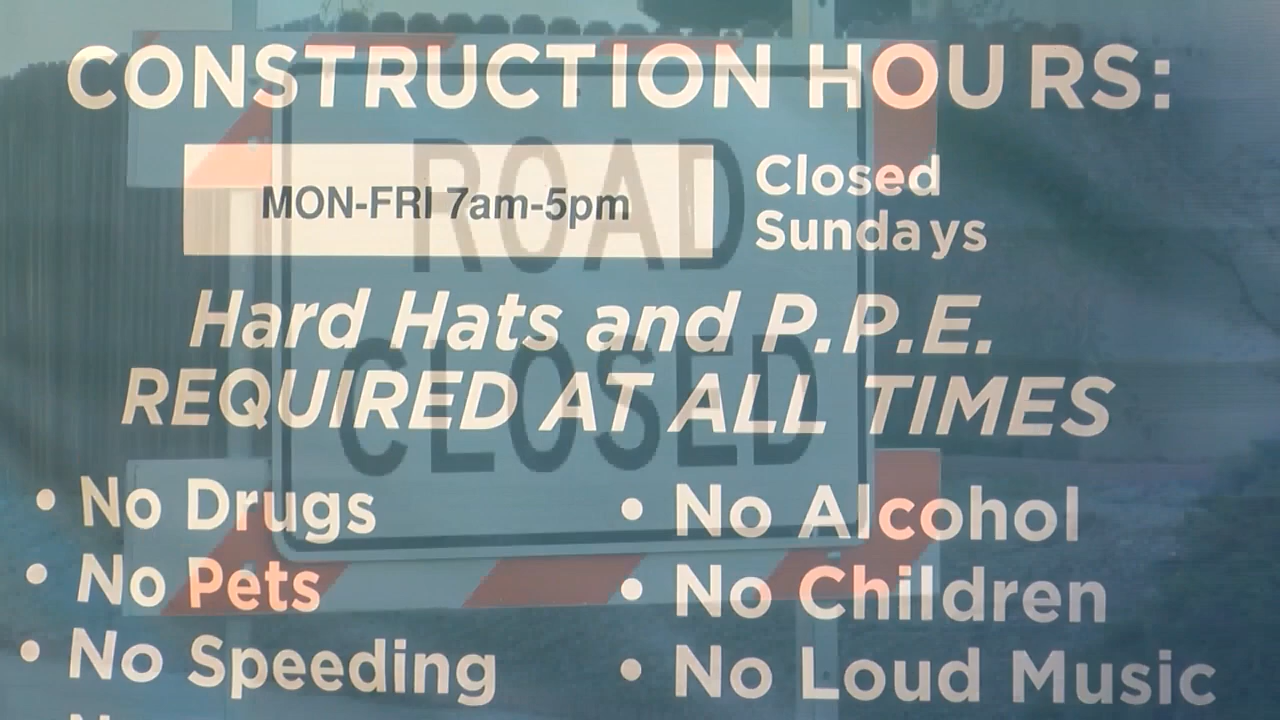 CONSTRUCTION HOURS:
MON-FRI 7am-5pm
Closed
Sundays
Hard Hats and P.P.E.
REQUIRED AT ALL TIMES
• No Drugs
• No Alcohol
• No Pets
• No Children
• No Speeding
• No Loud Music
ROAD
CLOSED